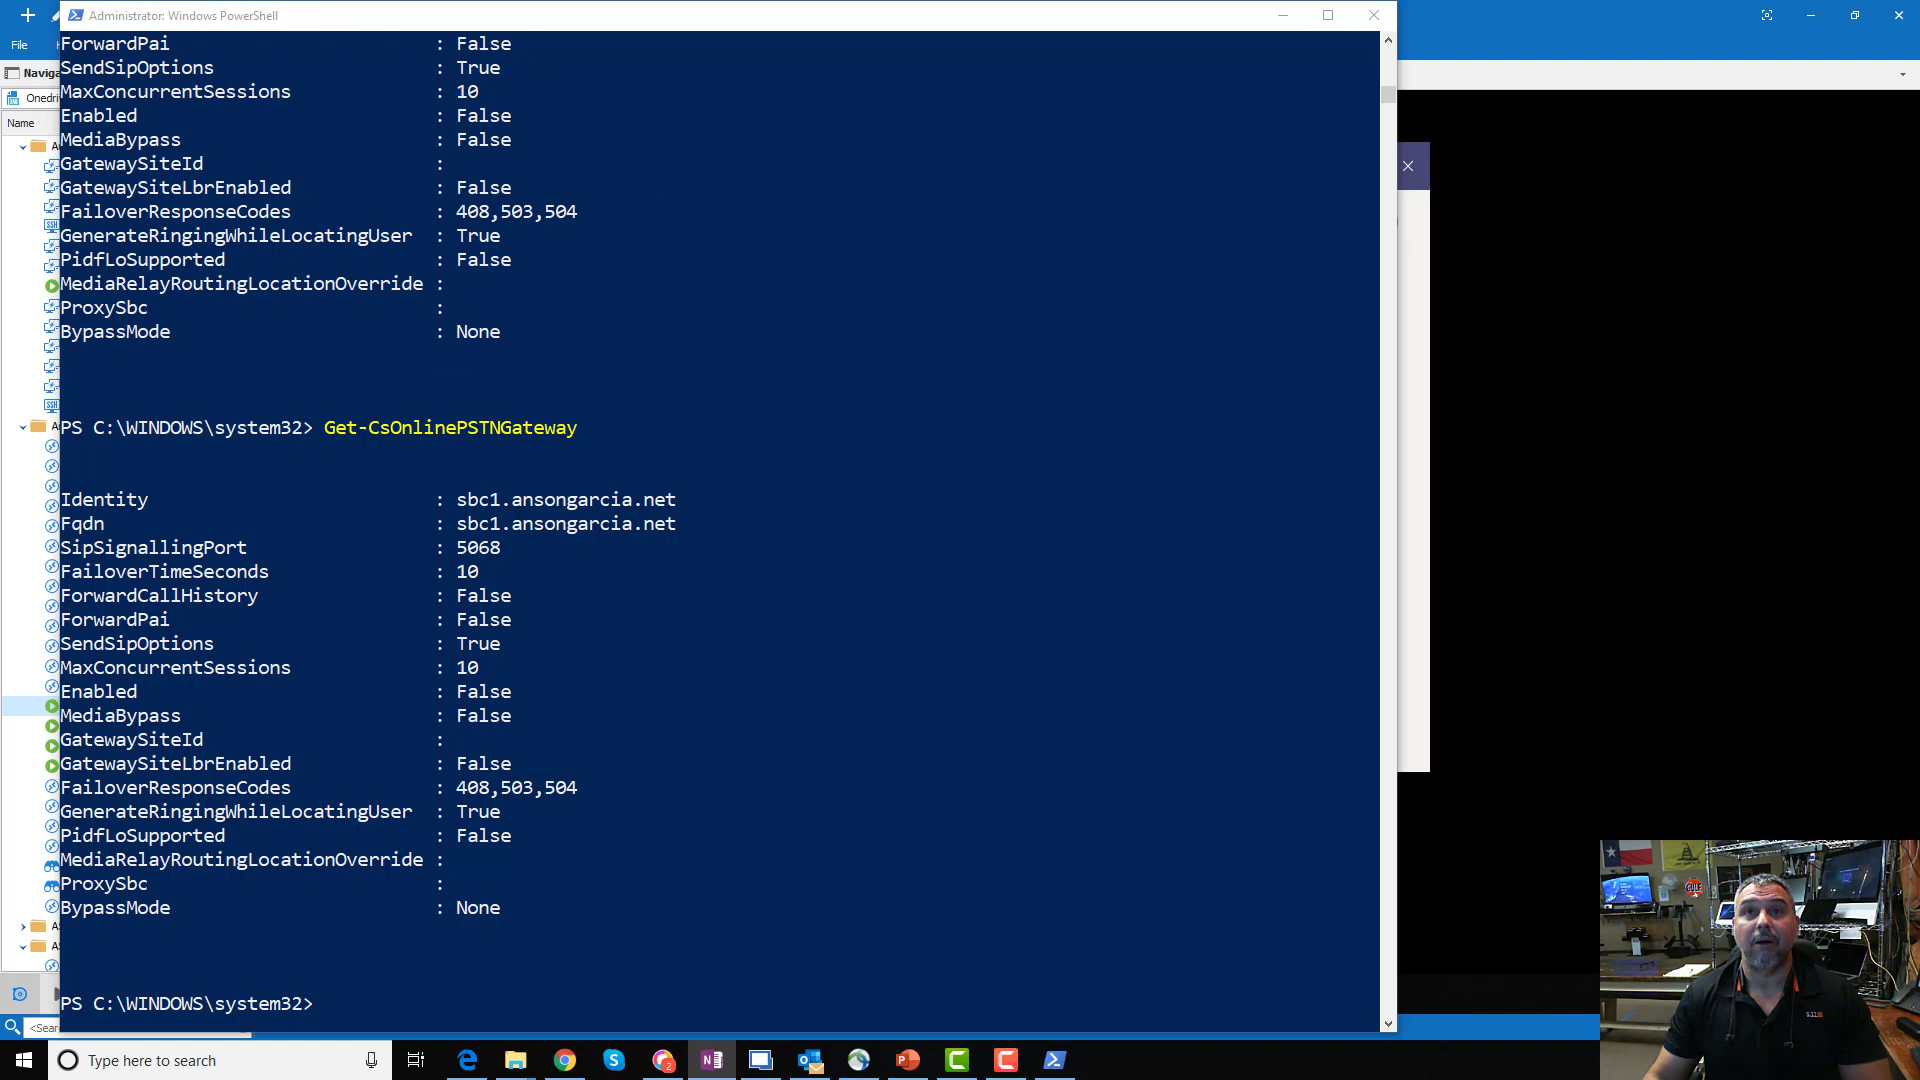 Administrator: Windows PowerShell
File
Naviga
Onedri
Name
ForwardPai : False
SendSipOptions : True
MaxConcurrentSessions : 10
Enabled : False
MediaBypass : False
GatewaySiteId :
GatewaySiteLbrEnabled : False
FailoverResponseCodes : 408,503,504
GenerateRingingWhileLocatingUser : True
PidfLoSupported : False
MediaRelayRoutingLocationOverride :
ProxySbc :
BypassMode : None
PS C:\WINDOWS\system32> Get-CsOnlinePSTNGateway
Identity : sbc1.ansongarcia.net
Fqdn : sbc1.ansongarcia.net
SipSignallingPort : 5068
FailoverTimeSeconds : 10
ForwardCallHistory : False
ForwardPai : False
SendSipOptions : True
MaxConcurrentSessions : 10
Enabled : False
MediaBypass : False
GatewaySiteId :
GatewaySiteLbrEnabled : False
FailoverResponseCodes : 408,503,504
GenerateRingingWhileLocatingUser : True
PidfLoSupported : False
MediaRelayRoutingLocationOverride :
ProxySbc :
BypassMode : None
PS C:\WINDOWS\system32>
<Sear
Type here to search